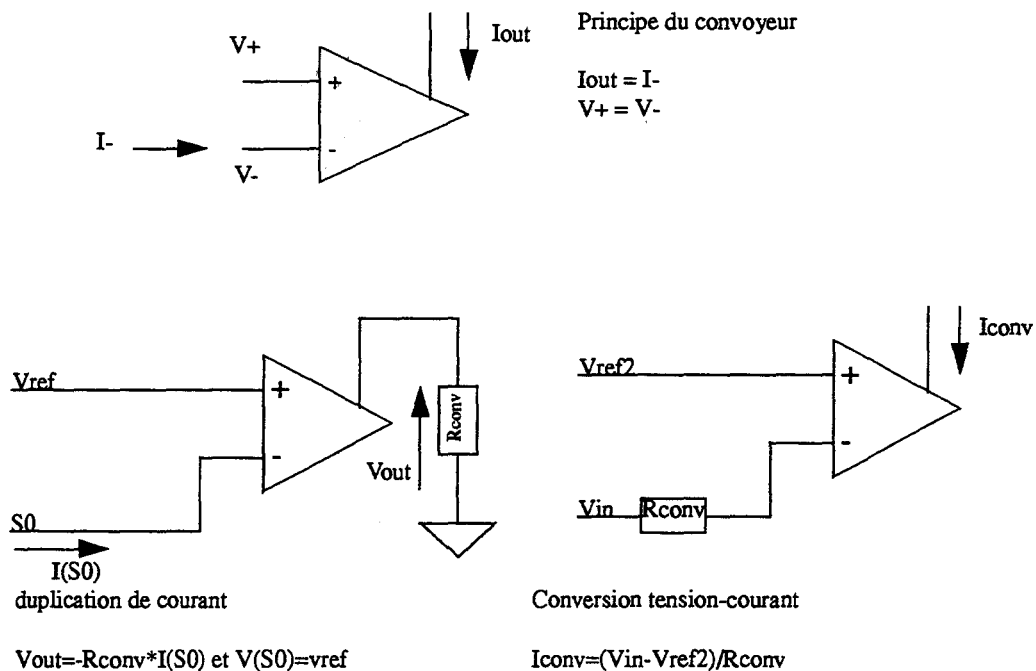 Principe du convoyeur
Iout
V+
+
Iout = I-
V+ = V-
I-
-
V-
Iconv
Vref
+
Rconv
Vref2
+
-
Vout
-
S0
Vin
Rconv
I(S0)
duplication de courant
Conversion tension-courant
Vout=-Rconv*I(S0) et V(S0)=vref
Iconv=(Vin-Vref2)/Rconv